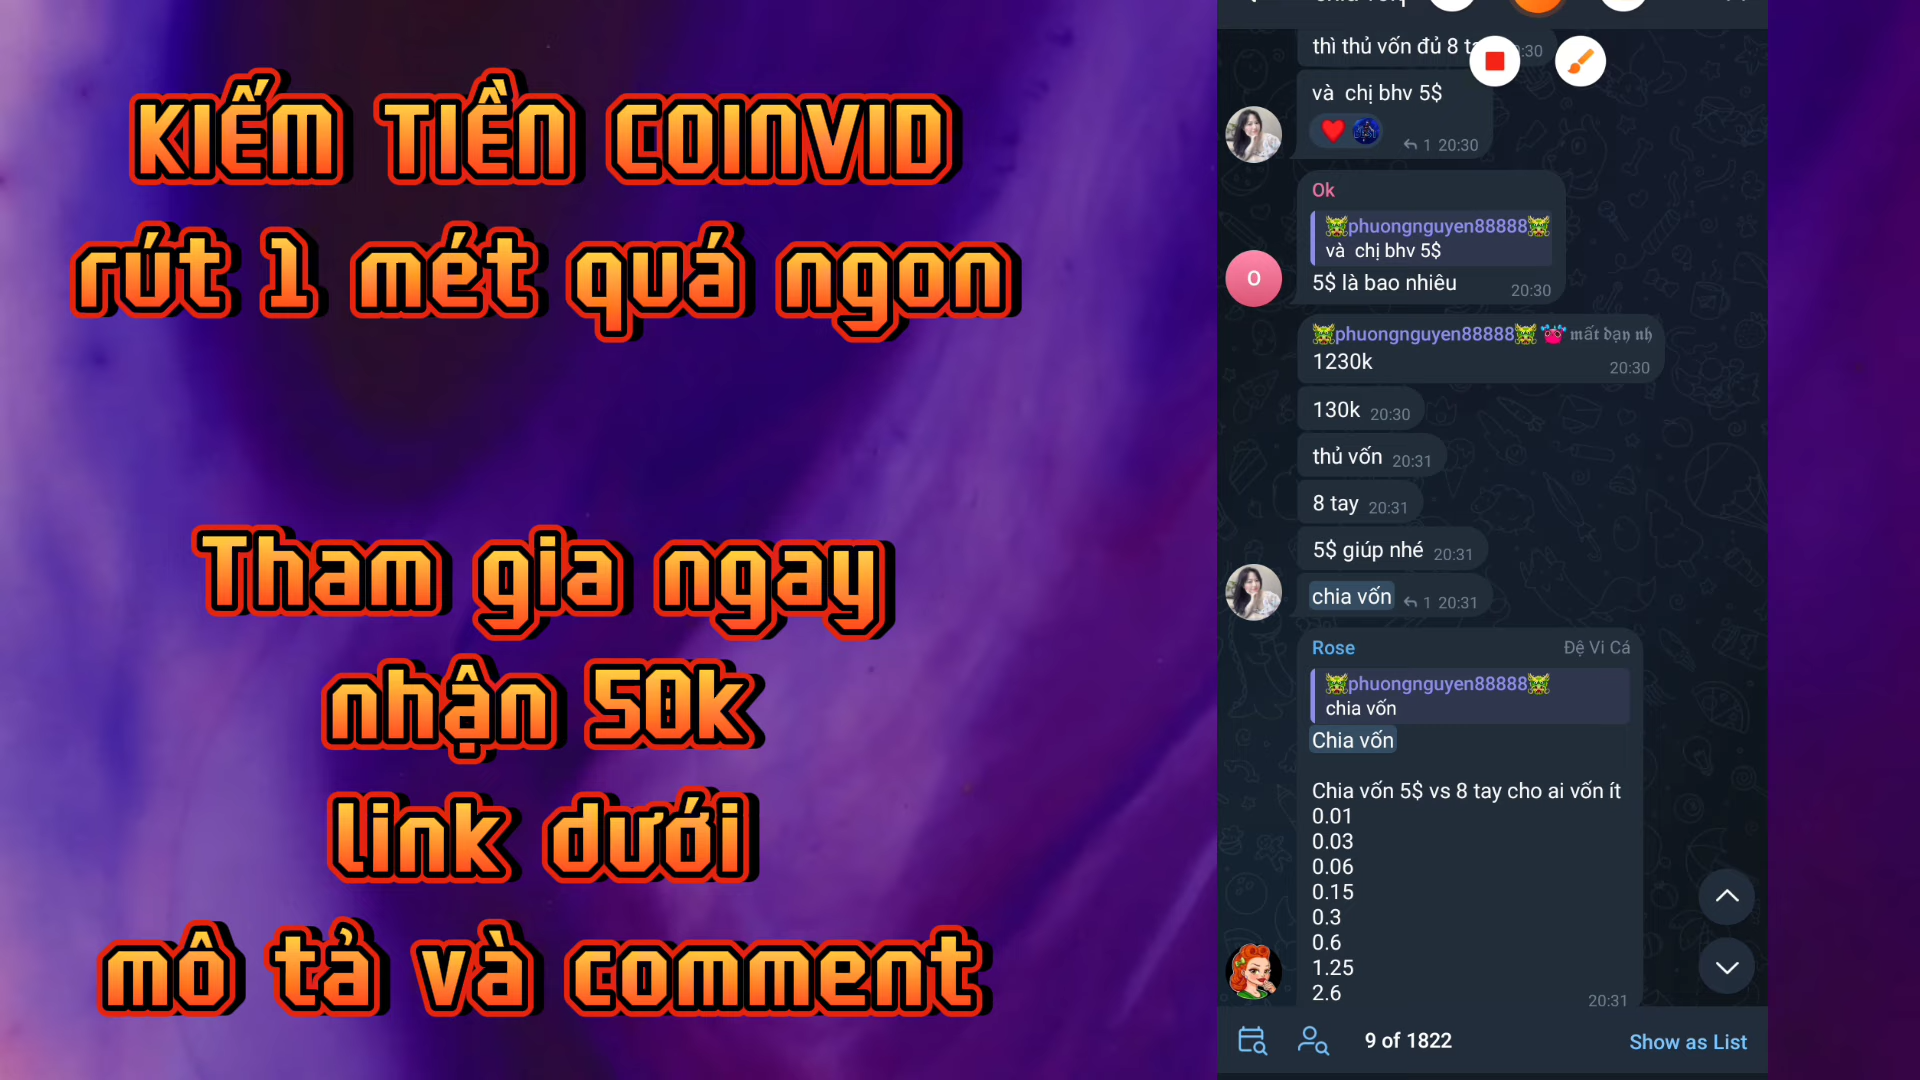 KIẾM TIỀN COINVID
rút 1 mét quá ngon
Tham gia ngay
nhận 50k
link dưới
mô tả và comment
thì thủ vốn đủ 8
và chị bhv 5$
1 20:30
Ok
phuongnguyen88888
và chị bhv 5$
5$ là bao nhiêu 20:30
O
phuongnguyen88888 mất dạy nh
1230k 20:30
130k 20:30
thủ vốn 20:31
8 tay 20:31
5$ giúp nhé 20:31
chia vốn 1 20:31
Rose Đệ Vi Cá
phuongnguyen88888
chia vốn
Chia vốn
Chia vốn 5$ vs 8 tay cho ai vốn ít
0.01
0.03
0.06
0.15
0.3
0.6
1.25
2.6 20:31
9 of 1822 Show as List